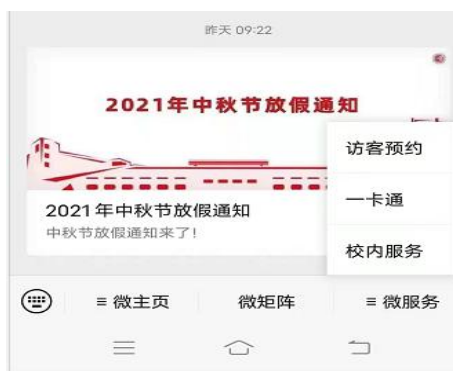 昨天 09:22
2021年中秋节放假通知
访客预约
2021年中秋节放假通知
一卡通
中秋节放假通知来了!
校内服务
≡ 微主页
微矩阵
≡ 微服务